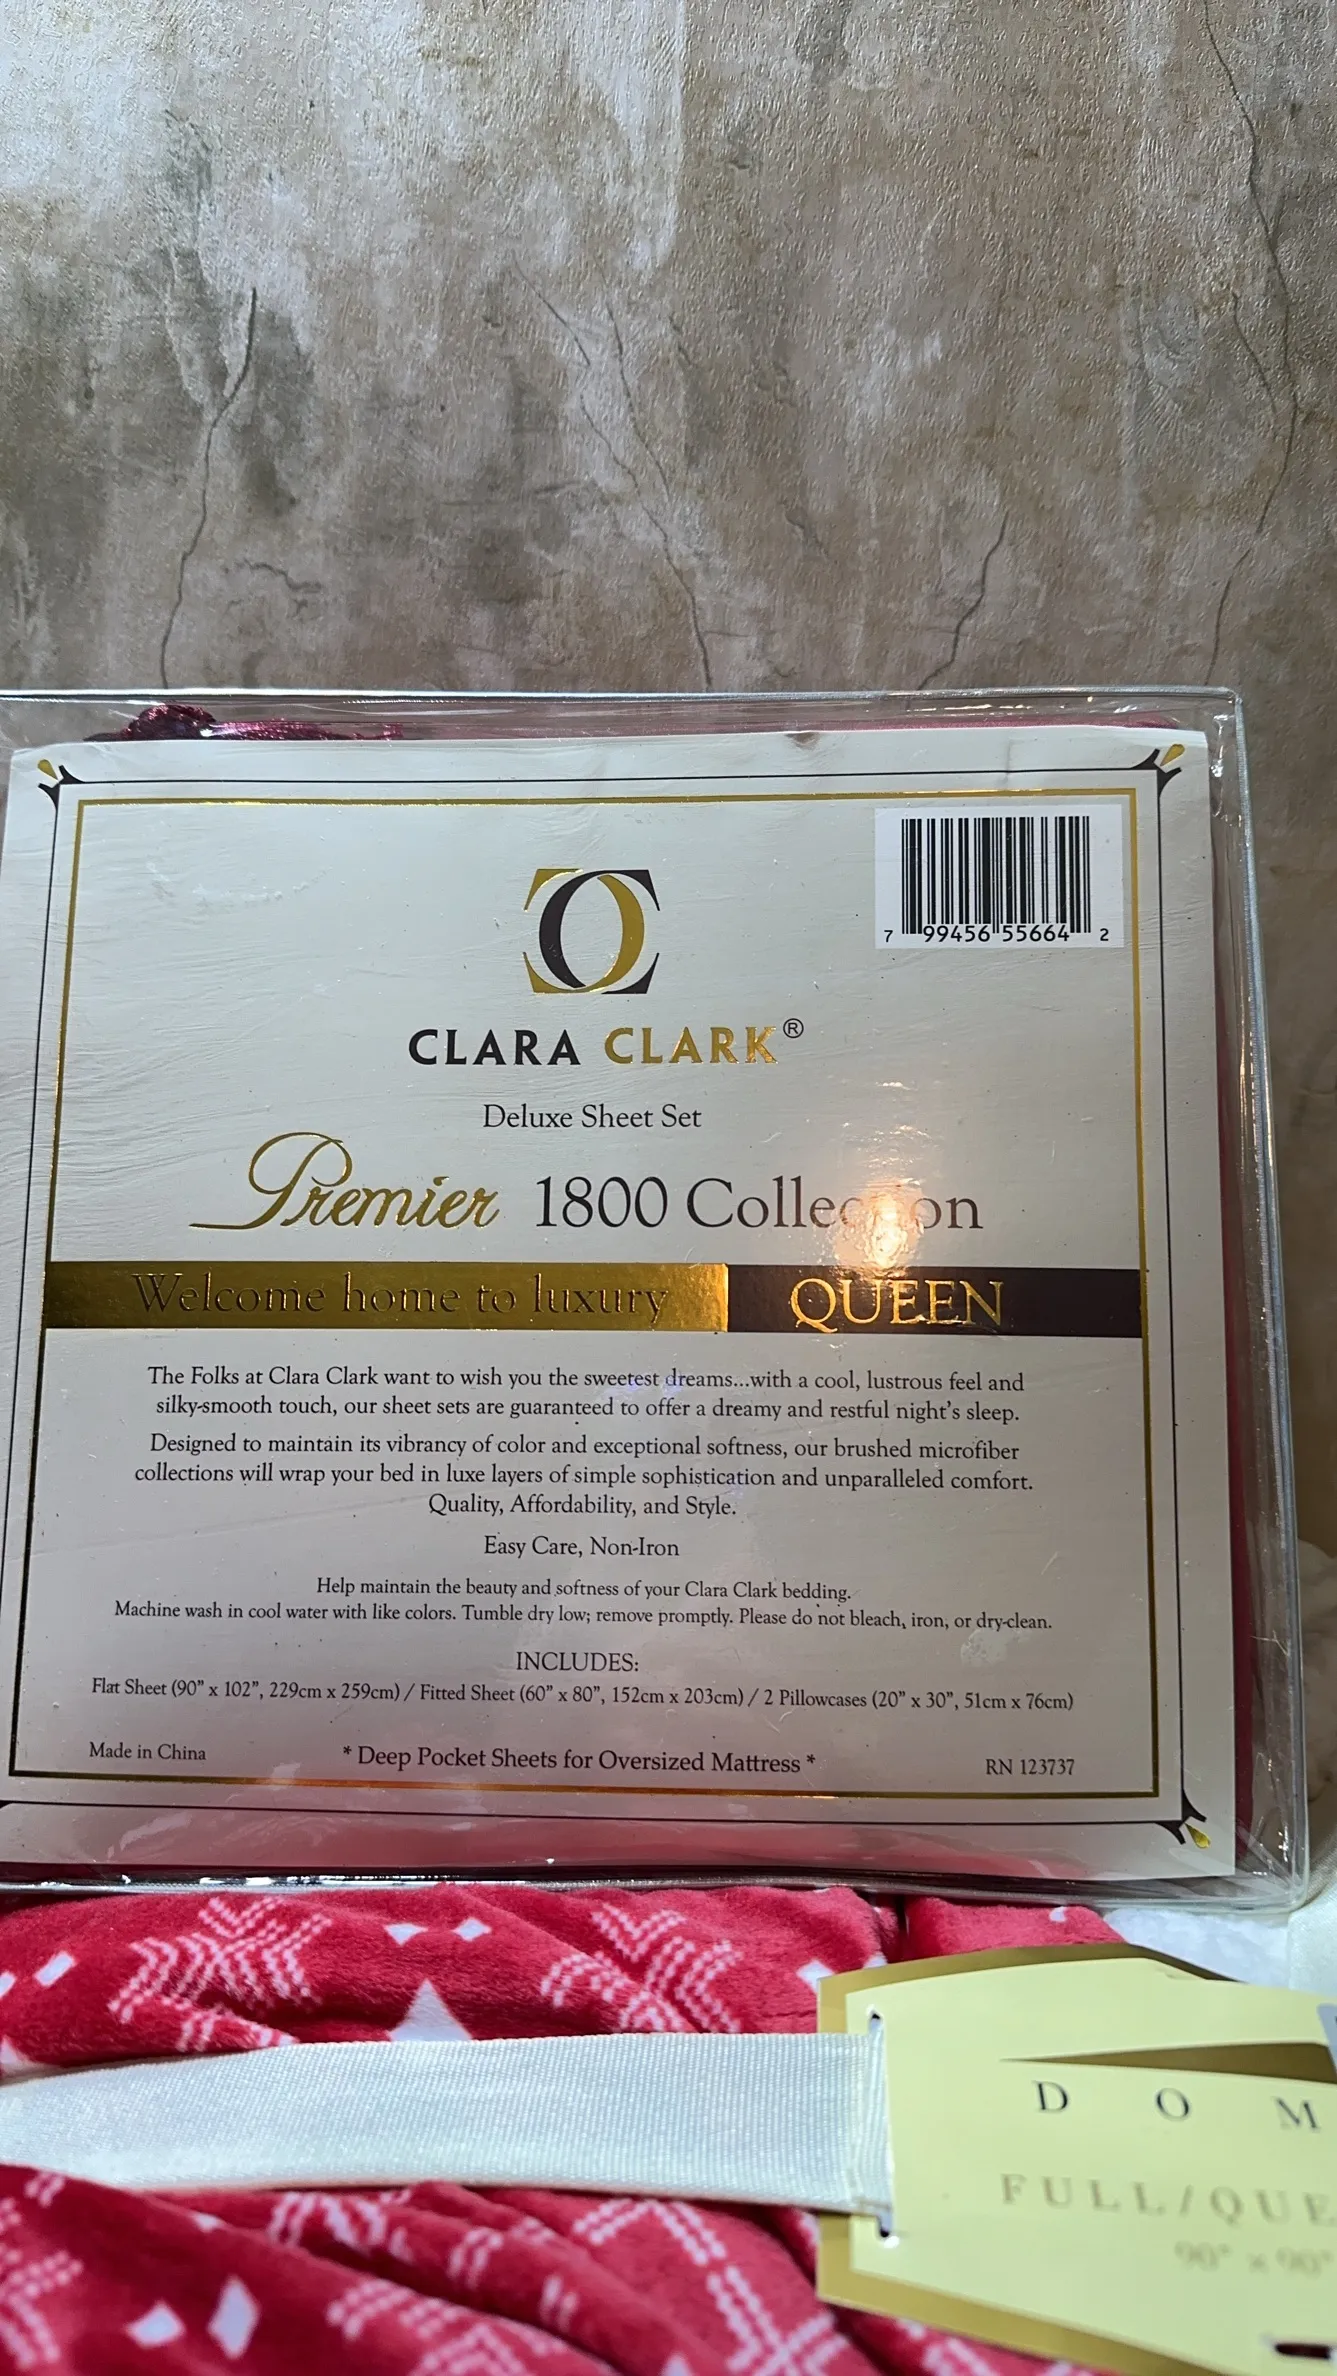 7 99456 55664 2
CLARA CLARK®
Deluxe Sheet Set
Premier 1800 Collection
Welcome home to luxury QUEEN
The Folks at Clara Clark want to wish you the sweetest dreams...with a cool, lustrous feel and
silky-smooth touch, our sheet sets are guaranteed to offer a dreamy and restful night's sleep.
Designed to maintain its vibrancy of color and exceptional softness, our brushed microfiber
collections will wrap your bed in luxe layers of simple sophistication and unparalleled comfort.
Quality, Affordability, and Style.
Easy Care, Non-Iron
Help maintain the beauty and softness of your Clara Clark bedding.
Machine wash in cool water with like colors. Tumble dry low; remove promptly. Please do not bleach, iron, or dry-clean.
INCLUDES:
Flat Sheet (90" x 102", 229cm x 259cm) / Fitted Sheet (60" x 80", 152cm x 203cm) / 2 Pillowcases (20" x 30", 51cm x 76cm)
Made in China * Deep Pocket Sheets for Oversized Mattress * RN 123737
D O M
FULL/QUE
90" x 90"